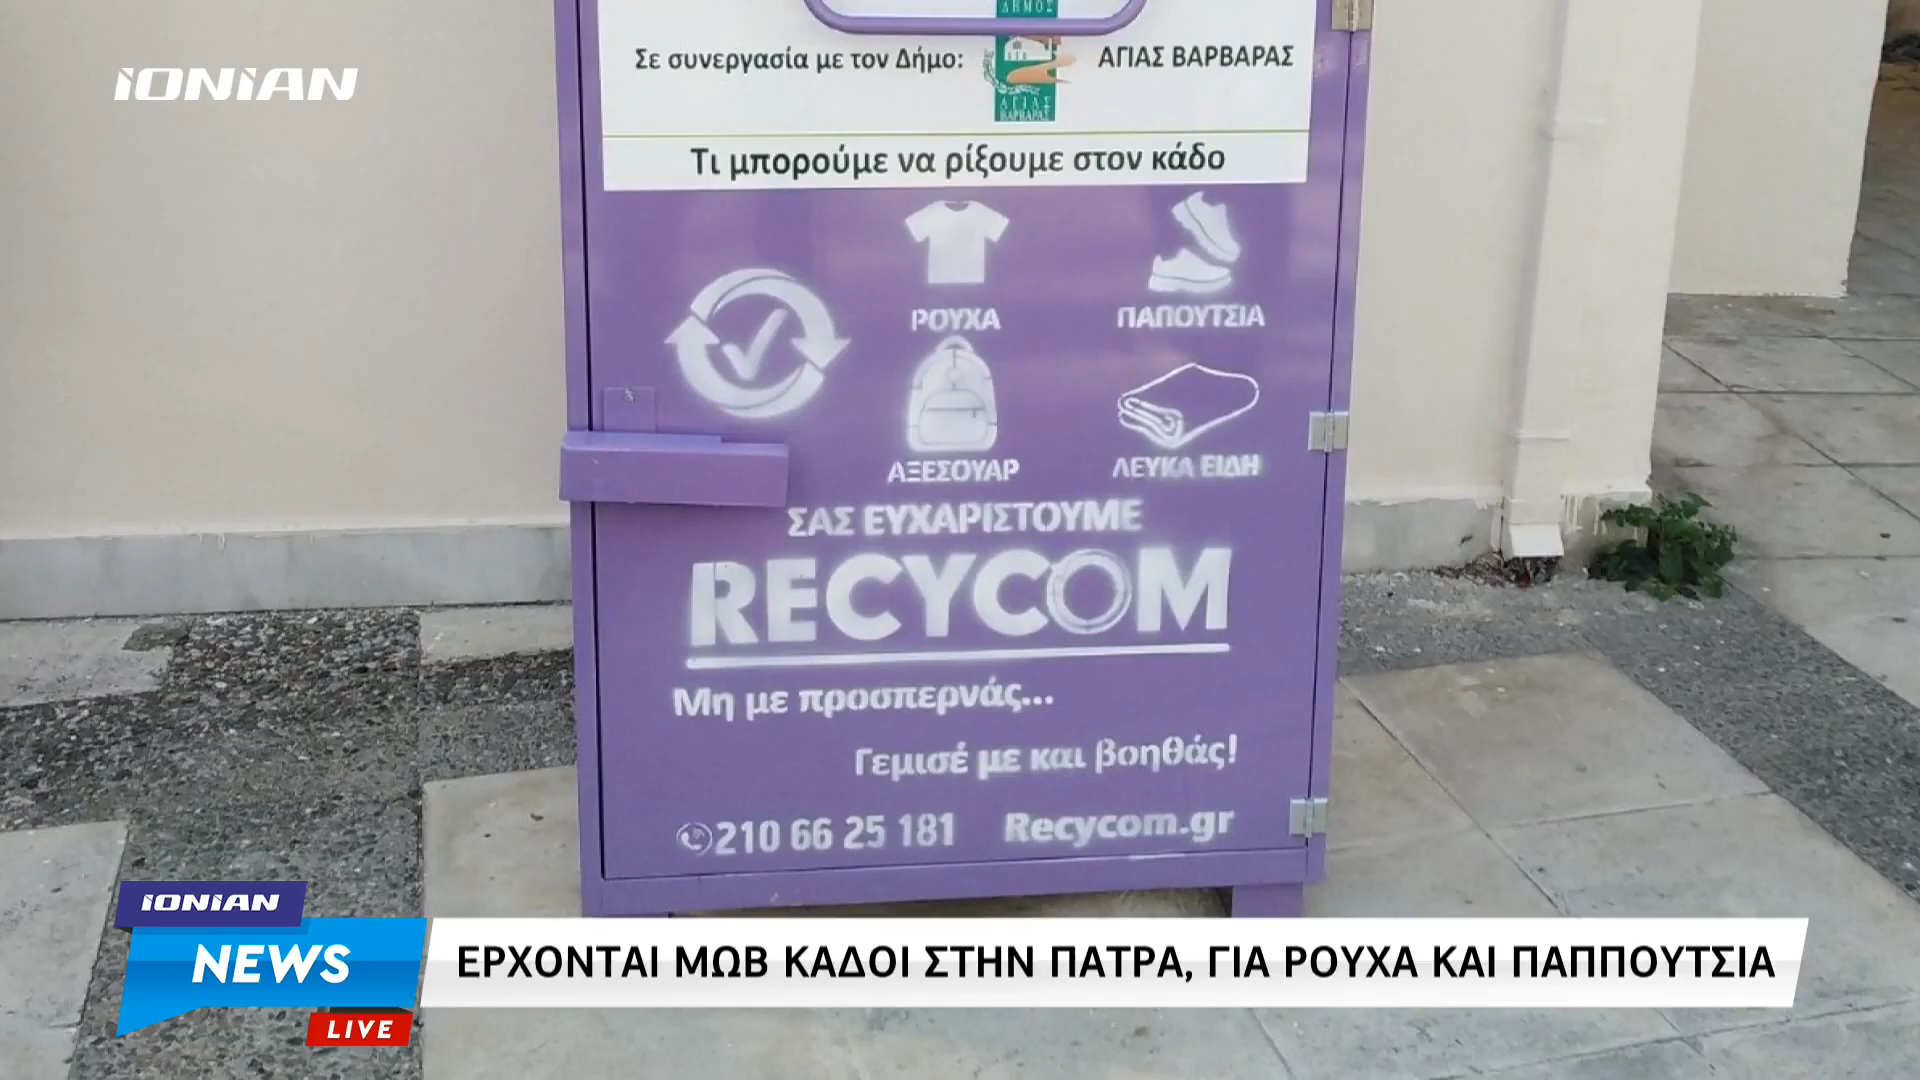 IONIAN
ΔΗΜΟΣ
Σε συνεργασία με τον Δήμο: ΑΓΙΑΣ ΒΑΡΒΑΡΑΣ
ΑΓΙΑΣ
ΒΑΡΒΑΡΑΣ
Τι μπορούμε να ρίξουμε στον κάδο
ΡΟΥΧΑ ΠΑΠΟΥΤΣΙΑ
ΑΞΕΣΟΥΑΡ ΛΕΥΚΑ ΕΙΔΗ
ΣΑΣ ΕΥΧΑΡΙΣΤΟΥΜΕ
RECYCOM
Μη με προσπερνάς...
Γεμισέ με και βοηθάς!
210 66 25 181 Recycom.gr
IONIAN
NEWS
LIVE
ΕΡΧΟΝΤΑΙ ΜΩΒ ΚΑΔΟΙ ΣΤΗΝ ΠΑΤΡΑ, ΓΙΑ ΡΟΥΧΑ ΚΑΙ ΠΑΠΠΟΥΤΣΙΑ